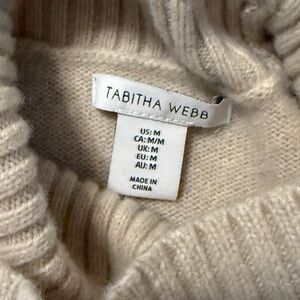 TABITHA WEBB
US: M
CA: M/M
UK: M
EU: M
AU: M
MADE IN
CHINA